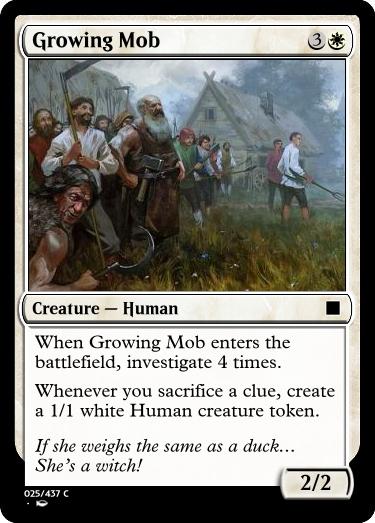 Growing Mob 3
Creature — Human
When Growing Mob enters the
battlefield, investigate 4 times.
Whenever you sacrifice a clue, create
a 1/1 white Human creature token.
If she weighs the same as a duck...
She's a witch!
2/2
025/437 C